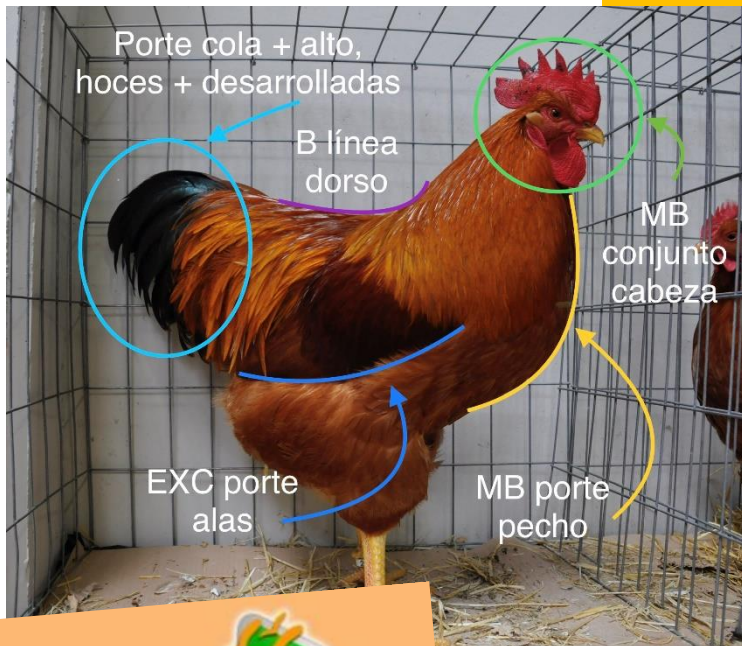 Porte cola + alto,
hoces + desarrolladas
B línea
dorso
MB
conjunto
cabeza
EXC porte
alas
MB porte
pecho